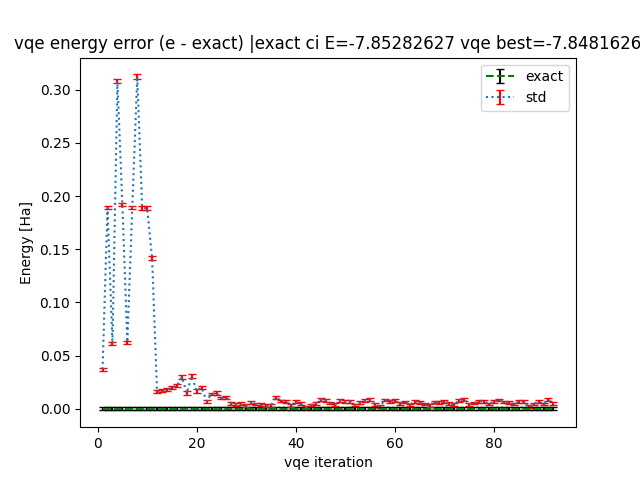 vqe energy error (e - exact) |exact ci E=-7.85282627 vqe best=-7.8481626
exact
std
Energy [Ha]
0.30
0.25
0.20
0.15
0.10
0.05
0.00
0 20 40 60 80
vqe iteration